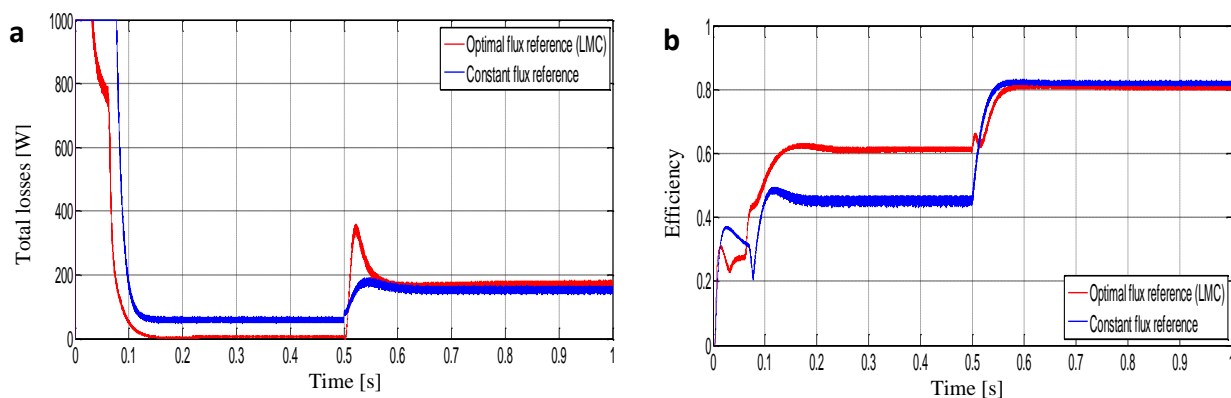 a
1000
800
600
400
200
0
Total losses [W]
Optimal flux reference (LMC)
Constant flux reference
0 0.1 0.2 0.3 0.4 0.5 0.6 0.7 0.8 0.9 1
Time [s]
b
1
0.8
0.6
0.4
0.2
0
Efficiency
Optimal flux reference (LMC)
Constant flux reference
0 0.1 0.2 0.3 0.4 0.5 0.6 0.7 0.8 0.9 1
Time [s]